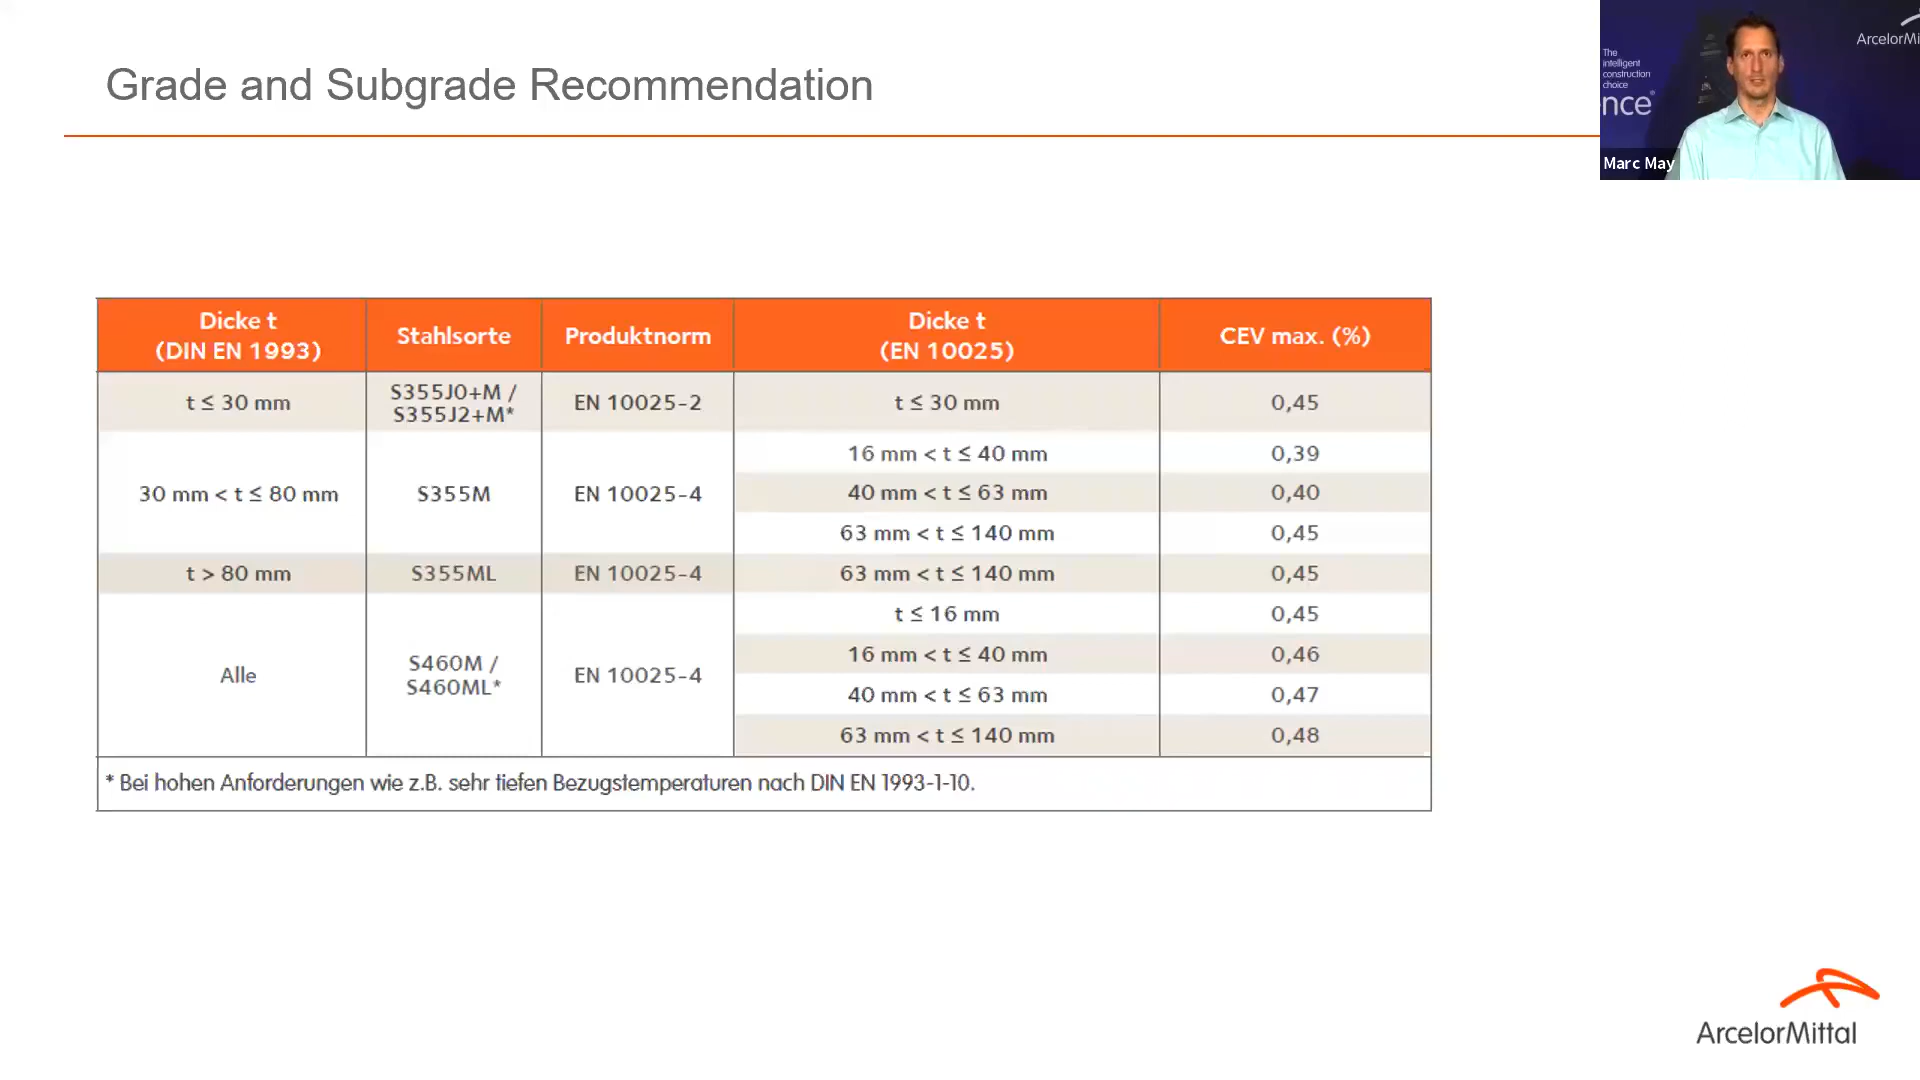 Grade and Subgrade Recommendation
The
intelligent
construction
choice
nce®
ArcelorMi
Marc May
Dicke t
(DIN EN 1993)
Stahlsorte
Produktnorm
Dicke t
(EN 10025)
CEV max. (%)
t ≤ 30 mm
S355J0+M /
S355J2+M*
EN 10025-2
t ≤ 30 mm
0,45
30 mm < t ≤ 80 mm
S355M
EN 10025-4
16 mm < t ≤ 40 mm
0,39
40 mm < t ≤ 63 mm
0,40
63 mm < t ≤ 140 mm
0,45
t > 80 mm
S355ML
EN 10025-4
63 mm < t ≤ 140 mm
0,45
Alle
S460M /
S460ML*
EN 10025-4
t ≤ 16 mm
0,45
16 mm < t ≤ 40 mm
0,46
40 mm < t ≤ 63 mm
0,47
63 mm < t ≤ 140 mm
0,48
* Bei hohen Anforderungen wie z.B. sehr tiefen Bezugstemperaturen nach DIN EN 1993-1-10.
ArcelorMittal